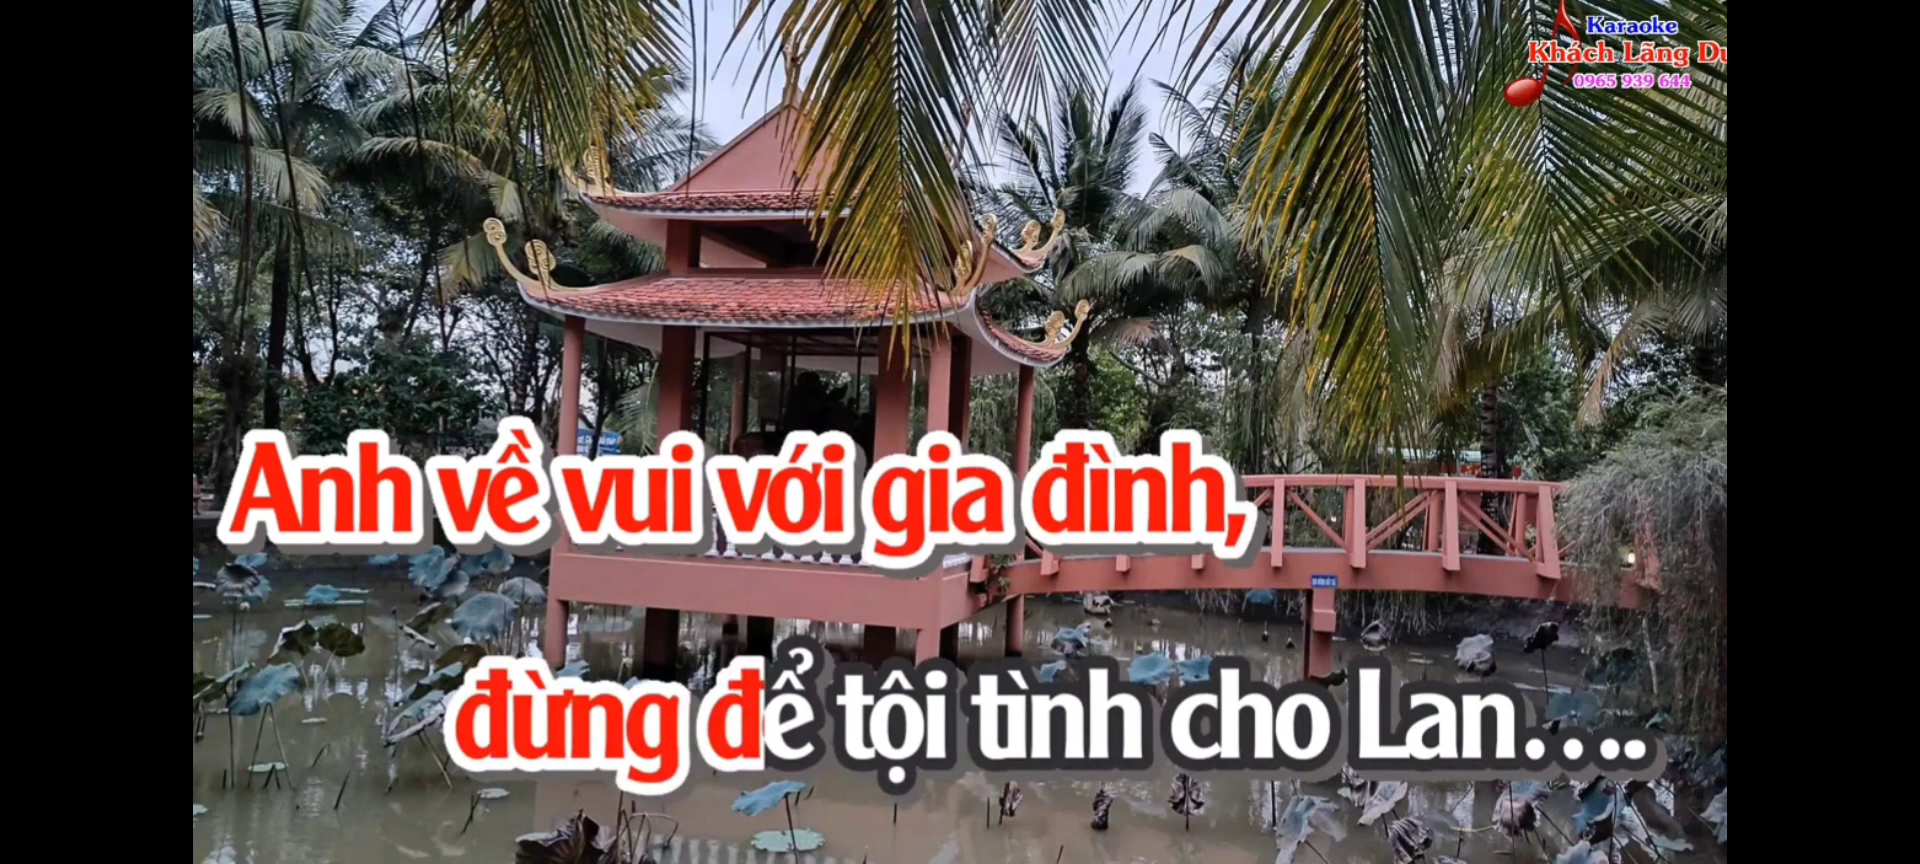 Karaoke
Khách Lãng Du
0965 939 644
Anh về vui với gia đình,
đừng để tội tình cho Lan…..